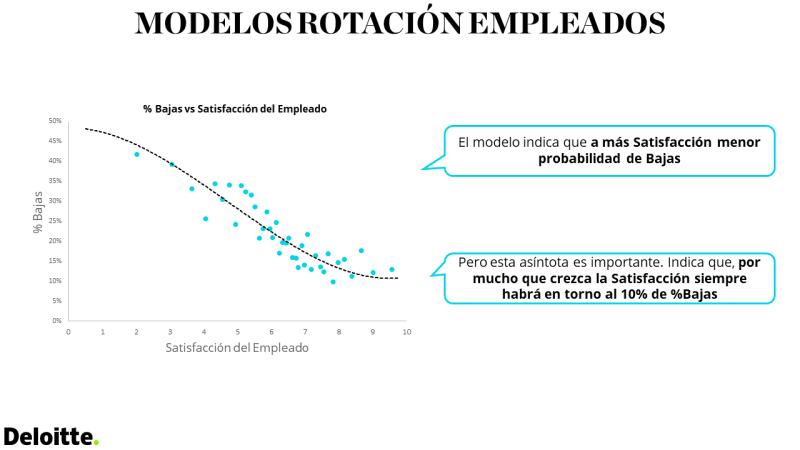 MODELOS ROTACIÓN EMPLEADOS
% Bajas vs Satisfacción del Empleado
50%
45%
40%
35%
30%
25%
20%
15%
10%
5%
0%
% Bajas
0 1 2 3 4 5 6 7 8 9 10
Satisfacción del Empleado
El modelo indica que a más Satisfacción menor
probabilidad de Bajas
Pero esta asíntota es importante. Indica que, por
mucho que crezca la Satisfacción siempre
habrá en torno al 10% de %Bajas
Deloitte.